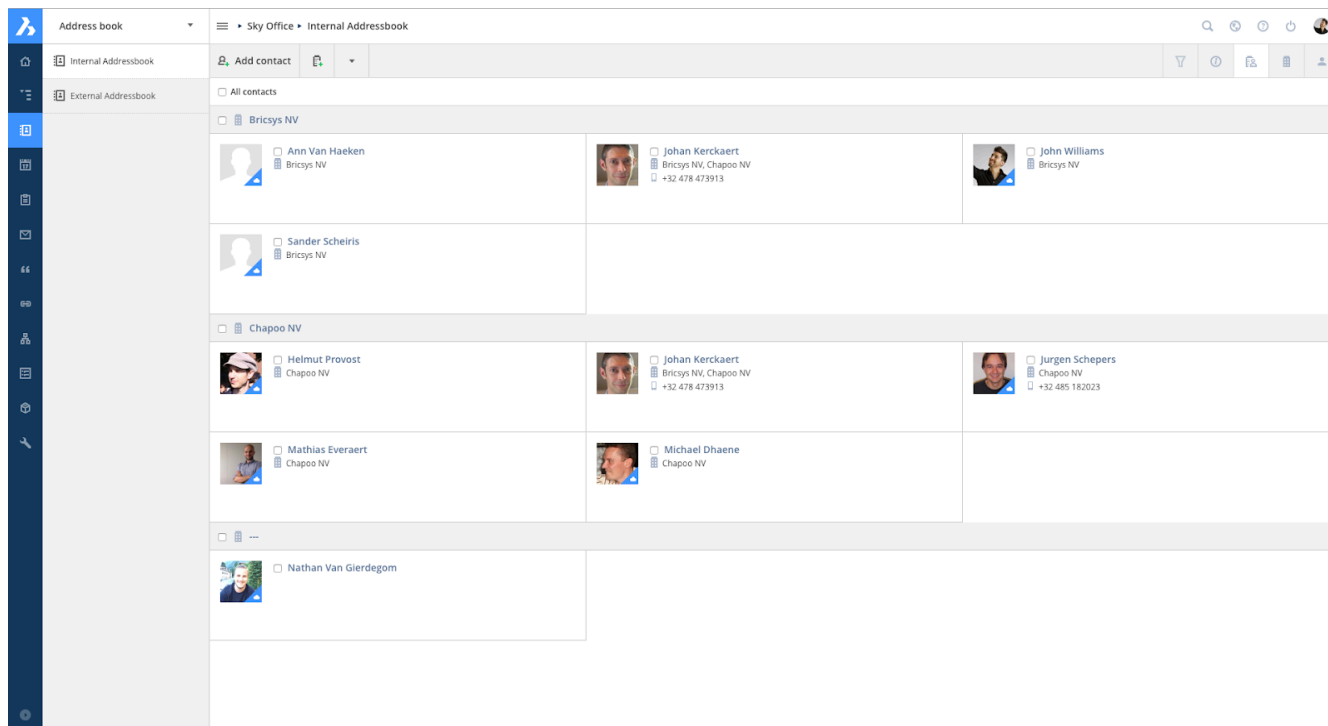 Address book
▸ Sky Office ▸ Internal Addressbook
Internal Addressbook
External Addressbook
Add contact
All contacts
Bricsys NV
Ann Van Haeken
Bricsys NV
Johan Kerckaert
Bricsys NV, Chapoo NV
+32 478 473913
John Williams
Bricsys NV
Sander Scheiris
Bricsys NV
Chapoo NV
Helmut Provost
Chapoo NV
Johan Kerckaert
Bricsys NV, Chapoo NV
+32 478 473913
Jurgen Schepers
Chapoo NV
+32 485 182023
Mathias Everaert
Chapoo NV
Michael Dhaene
Chapoo NV
---
Nathan Van Gierdegom